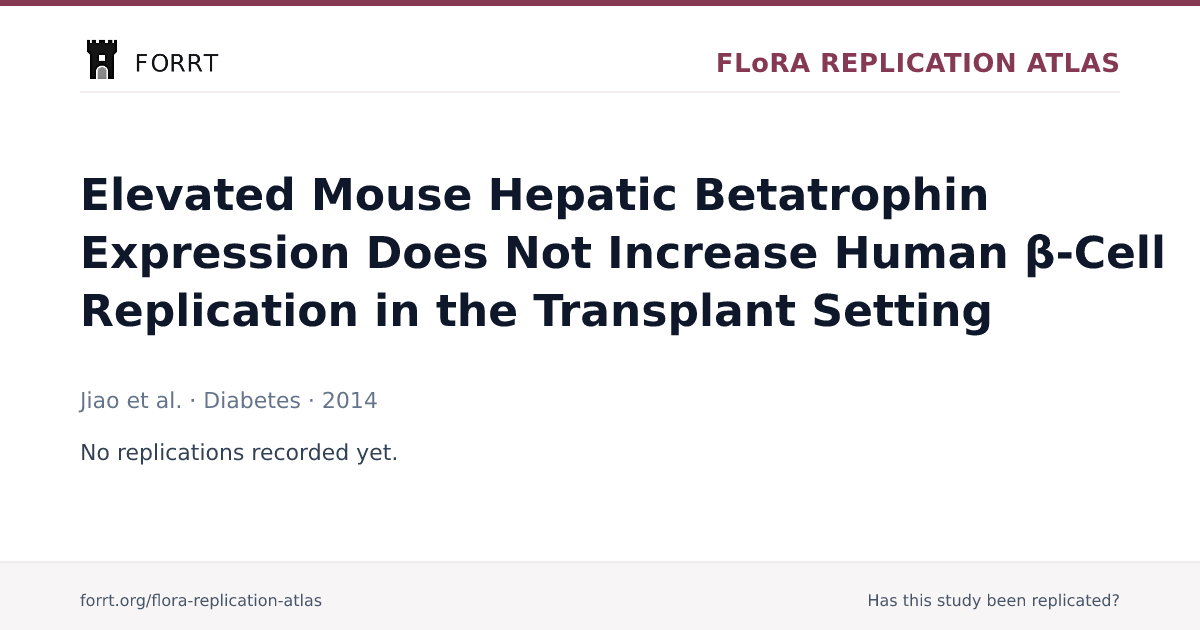 FORRT
FLoRA REPLICATION ATLAS
Elevated Mouse Hepatic Betatrophin
Expression Does Not Increase Human β-Cell
Replication in the Transplant Setting
Jiao et al. · Diabetes · 2014
No replications recorded yet.
forrt.org/flora-replication-atlas
Has this study been replicated?